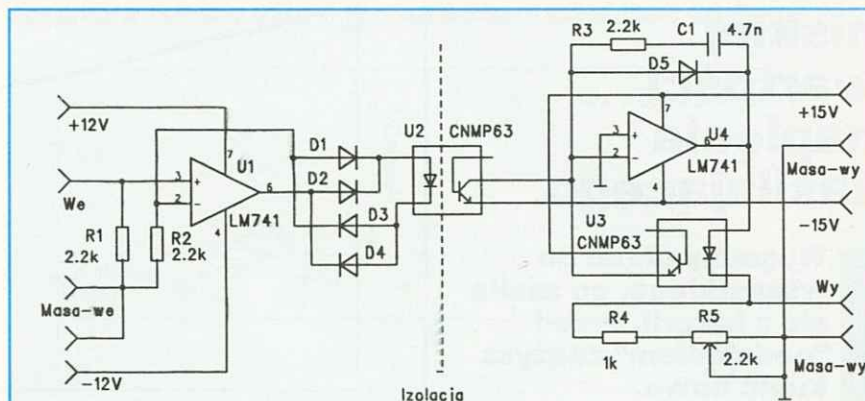 R3 2.2k C1 4.7n
D5
+12V
D1
U2 CNMP63
D2
D3
D4
We
7
3 +
2 -
6
4
U1
LM741
R1
2.2k
R2
2.2k
Masa-we
-12V
Izolacja
7
3 +
2 -
6
4
U4
LM741
+15V
Masa-wy
-15V
U3
CNMP63
Wy
R4
1k
R5
2.2k
Masa-wy